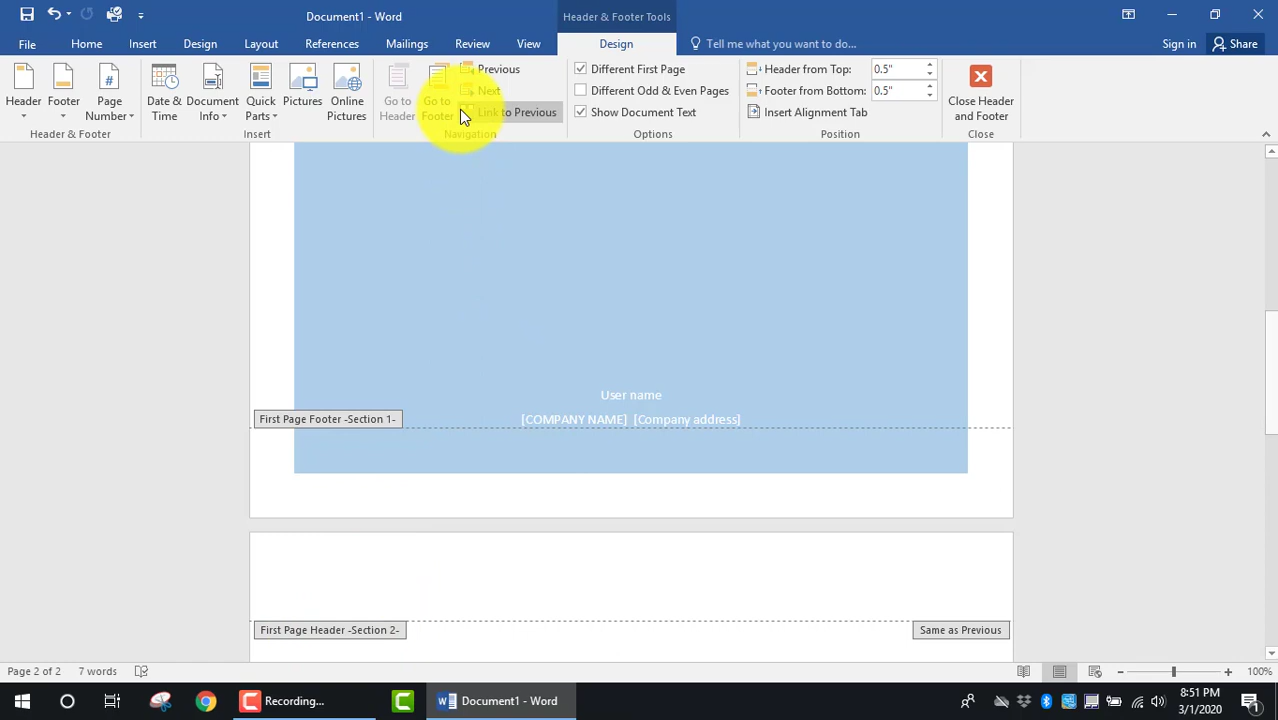 Document1 - Word
Header & Footer Tools
File Home Insert Design Layout References Mailings Review View Design Tell me what you want to do... Sign in Share
Header Footer Page Number
Date & Time Document Info Quick Parts Pictures Online Pictures
Go to Header Go to Footer
Previous
Next
Link to Previous
Different First Page
Different Odd & Even Pages
Show Document Text
Header from Top: 0.5"
Footer from Bottom: 0.5"
Insert Alignment Tab
Close Header and Footer
Header & Footer Insert Navigation Options Position Close
User name
[COMPANY NAME] [Company address]
First Page Footer -Section 1-
First Page Header -Section 2-
Same as Previous
Page 2 of 2 7 words
100%
Recording...
Document1 - Word
8:51 PM
3/1/2020
1